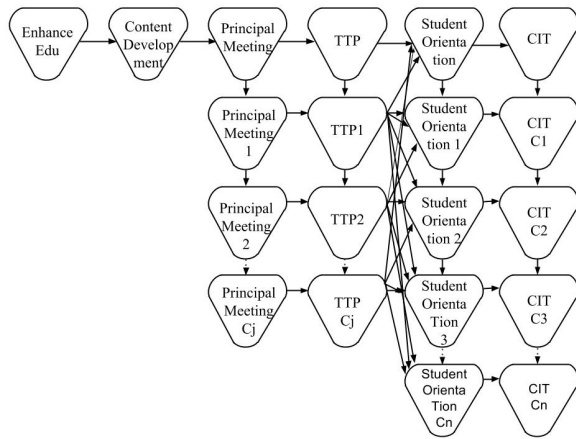 Enhance
Edu
Content
Develop
ment
Principal
Meeting
TTP
Student
Orienta
tion
CIT
Principal
Meeting
1
TTP1
Student
Orienta
tion 1
CIT
C1
Principal
Meeting
2
TTP2
Student
Orienta
tion 2
CIT
C2
Principal
Meeting
Cj
TTP
Cj
Student
Orienta
Tion
3
CIT
C3
Student
Orienta
Tion
Cn
CIT
Cn